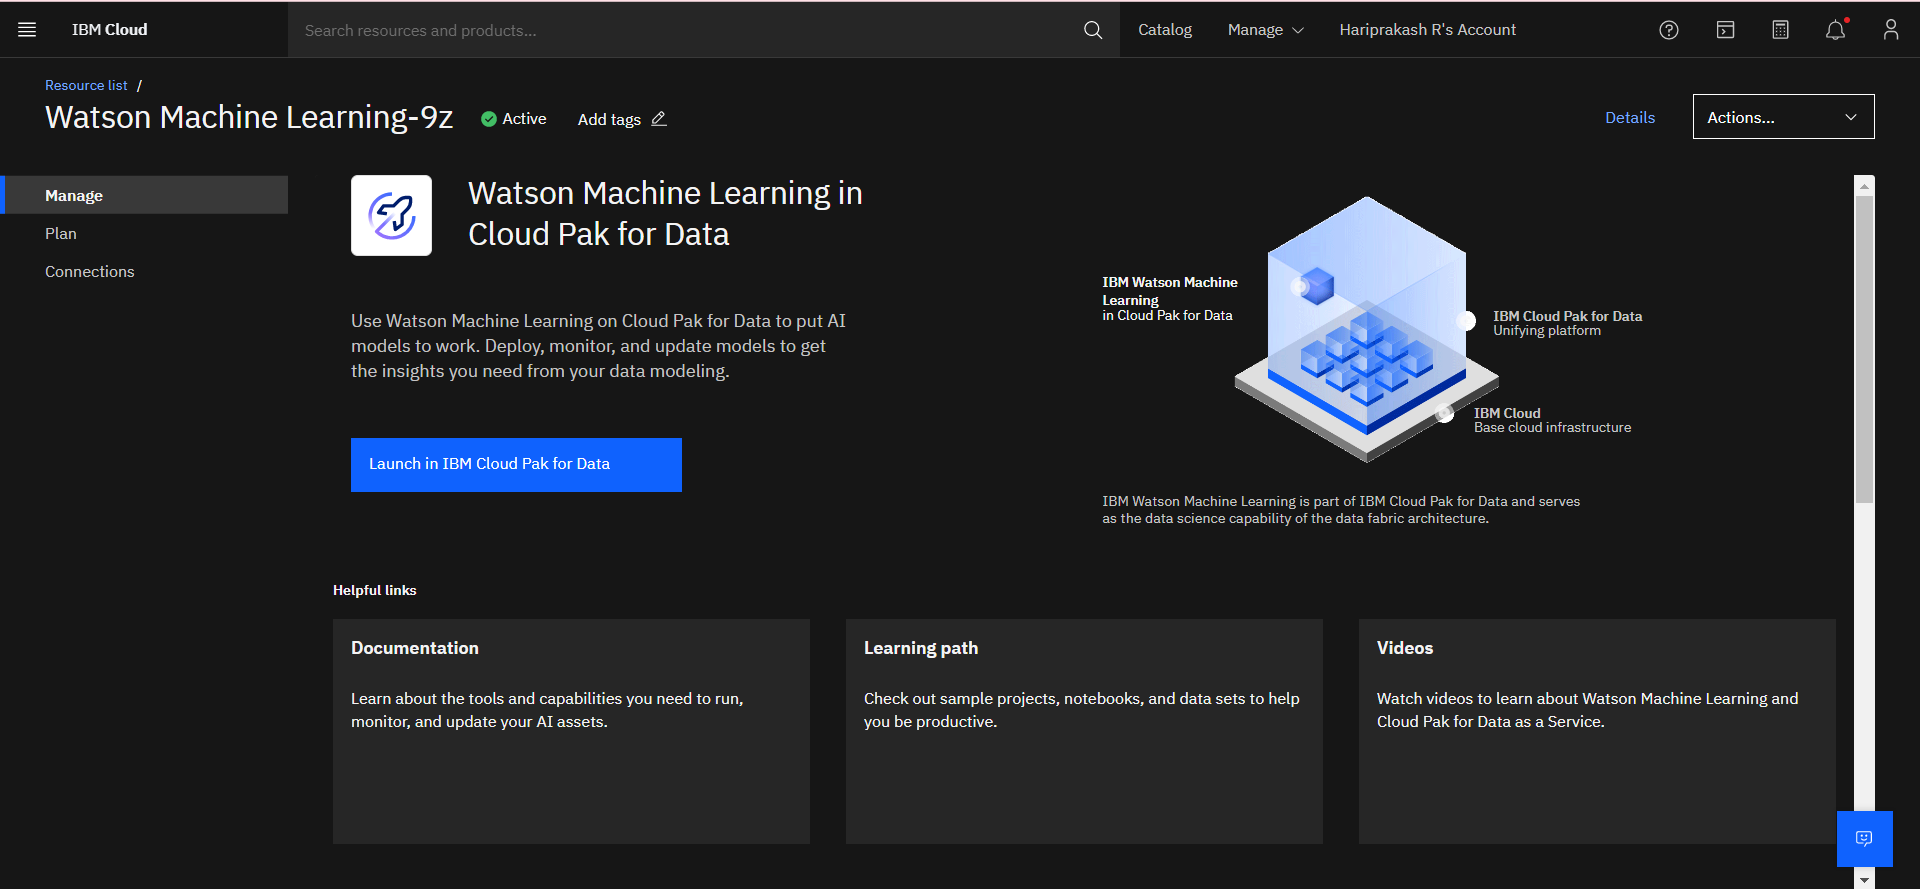 IBM Cloud
Search resources and products...
Catalog
Manage
Hariprakash R's Account
Resource list /
Watson Machine Learning-9z
Active
Add tags
Details
Actions...
Manage
Plan
Connections
Watson Machine Learning in
Cloud Pak for Data
Use Watson Machine Learning on Cloud Pak for Data to put AI
models to work. Deploy, monitor, and update models to get
the insights you need from your data modeling.
Launch in IBM Cloud Pak for Data
IBM Watson Machine
Learning
in Cloud Pak for Data
IBM Cloud Pak for Data
Unifying platform
IBM Cloud
Base cloud infrastructure
IBM Watson Machine Learning is part of IBM Cloud Pak for Data and serves
as the data science capability of the data fabric architecture.
Helpful links
Documentation
Learn about the tools and capabilities you need to run,
monitor, and update your AI assets.
Learning path
Check out sample projects, notebooks, and data sets to help
you be productive.
Videos
Watch videos to learn about Watson Machine Learning and
Cloud Pak for Data as a Service.